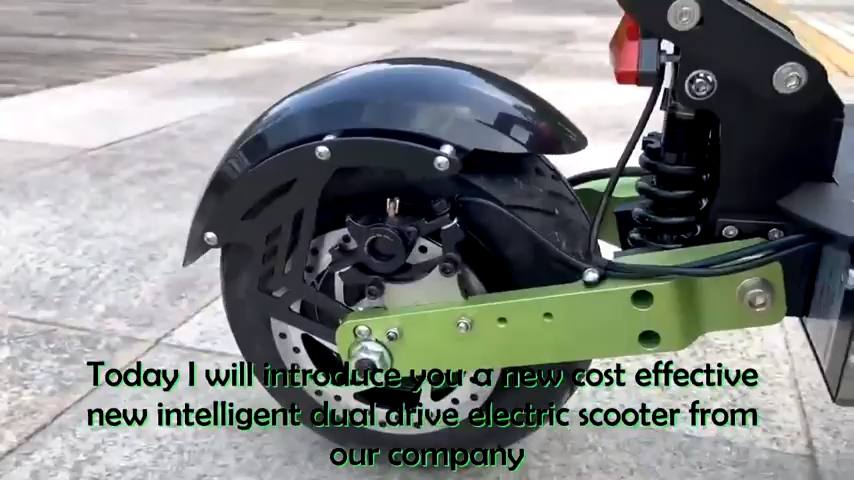 Today I will introduce you a new cost effective
new intelligent dual drive electric scooter from
our company